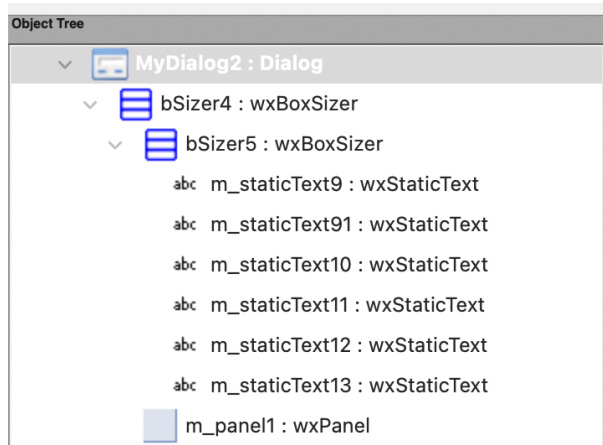 Object Tree
MyDialog2 : Dialog
bSizer4 : wxBoxSizer
bSizer5 : wxBoxSizer
abc m_staticText9 : wxStaticText
abc m_staticText91 : wxStaticText
abc m_staticText10 : wxStaticText
abc m_staticText11 : wxStaticText
abc m_staticText12 : wxStaticText
abc m_staticText13 : wxStaticText
m_panel1 : wxPanel